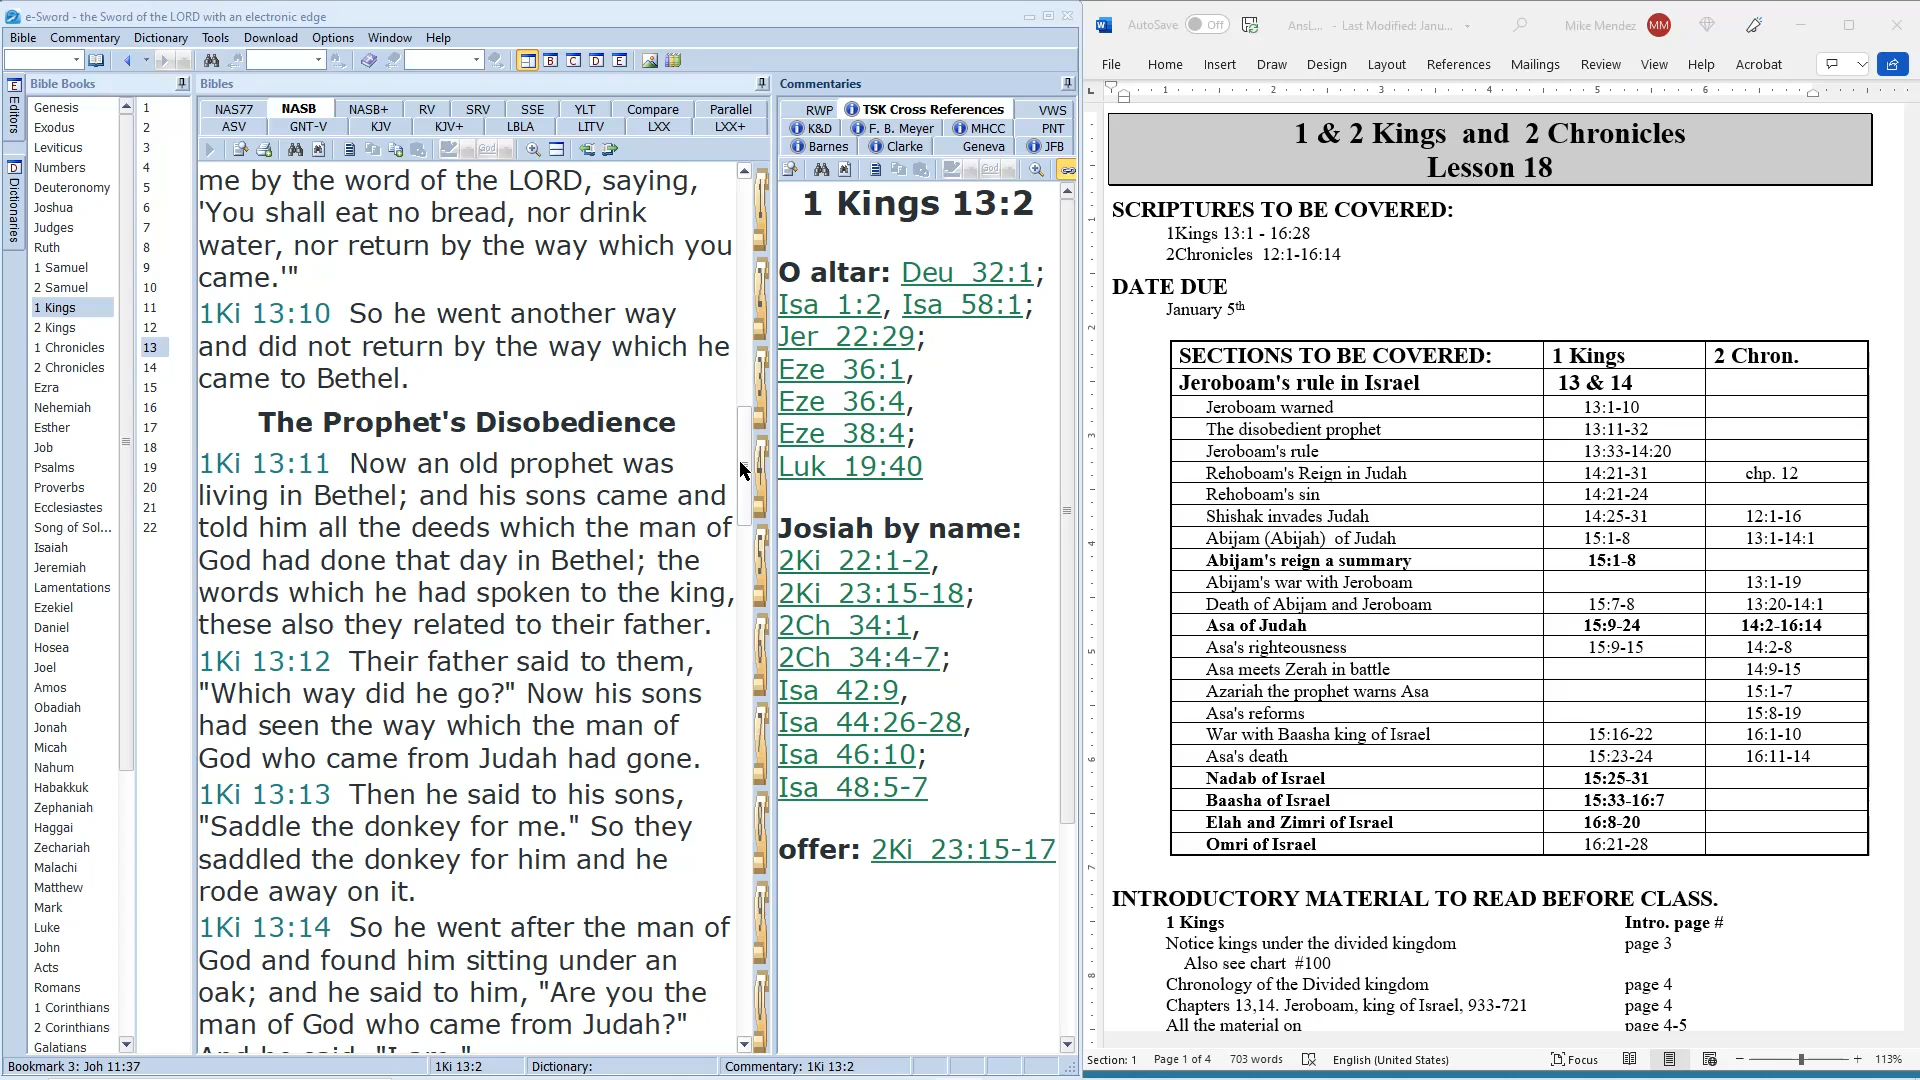 e-Sword - the Sword of the LORD with an electronic edge
Bible Commentary Dictionary Tools Download Options Window Help
Editors
Dictionaries
Bible Books
Genesis
Exodus
Leviticus
Numbers
Deuteronomy
Joshua
Judges
Ruth
1 Samuel
2 Samuel
1 Kings
2 Kings
1 Chronicles
2 Chronicles
Ezra
Nehemiah
Esther
Job
Psalms
Proverbs
Ecclesiastes
Song of Sol...
Isaiah
Jeremiah
Lamentations
Ezekiel
Daniel
Hosea
Joel
Amos
Obadiah
Jonah
Micah
Nahum
Habakkuk
Zephaniah
Haggai
Zechariah
Malachi
Matthew
Mark
Luke
John
Acts
Romans
1 Corinthians
2 Corinthians
Galatians
1
2
3
4
5
6
7
8
9
10
11
12
13
14
15
16
17
18
19
20
21
22
Bibles
NAS77 NASB NASB+ RV SRV SSE YLT Compare Parallel
ASV GNT-V KJV KJV+ LBLA LITV LXX LXX+
me by the word of the LORD, saying,
'You shall eat no bread, nor drink
water, nor return by the way which you
came.'"
1Ki 13:10 So he went another way
and did not return by the way which he
came to Bethel.
The Prophet's Disobedience
1Ki 13:11 Now an old prophet was
living in Bethel; and his sons came and
told him all the deeds which the man of
God had done that day in Bethel; the
words which he had spoken to the king,
these also they related to their father.
1Ki 13:12 Their father said to them,
"Which way did he go?" Now his sons
had seen the way which the man of
God who came from Judah had gone.
1Ki 13:13 Then he said to his sons,
"Saddle the donkey for me." So they
saddled the donkey for him and he
rode away on it.
1Ki 13:14 So he went after the man of
God and found him sitting under an
oak; and he said to him, "Are you the
man of God who came from Judah?"
And he said, "I am."
Commentaries
RWP TSK Cross References VWS
K&D F. B. Meyer MHCC PNT
Barnes Clarke Geneva JFB
1 Kings 13:2
O altar: Deu 32:1;
Isa 1:2, Isa 58:1;
Jer 22:29;
Eze 36:1,
Eze 36:4,
Eze 38:4;
Luk 19:40
Josiah by name:
2Ki 22:1-2,
2Ki 23:15-18;
2Ch 34:1,
2Ch 34:4-7;
Isa 42:9,
Isa 44:26-28,
Isa 46:10;
Isa 48:5-7
offer: 2Ki 23:15-17
Bookmark 3: Joh 11:37 1Ki 13:2 Dictionary: Commentary: 1Ki 13:2
AutoSave Off AnsL... - Last Modified: Janu... Mike Mendez MM
File Home Insert Draw Design Layout References Mailings Review View Help Acrobat
1 & 2 Kings and 2 Chronicles
Lesson 18
SCRIPTURES TO BE COVERED:
1Kings 13:1 - 16:28
2Chronicles 12:1-16:14
DATE DUE
January 5th
SECTIONS TO BE COVERED: 1 Kings 2 Chron.
Jeroboam's rule in Israel 13 & 14
Jeroboam warned 13:1-10
The disobedient prophet 13:11-32
Jeroboam's rule 13:33-14:20
Rehoboam's Reign in Judah 14:21-31 chp. 12
Rehoboam's sin 14:21-24
Shishak invades Judah 14:25-31 12:1-16
Abijam (Abijah) of Judah 15:1-8 13:1-14:1
Abijam's reign a summary 15:1-8
Abijam's war with Jeroboam 13:1-19
Death of Abijam and Jeroboam 15:7-8 13:20-14:1
Asa of Judah 15:9-24 14:2-16:14
Asa's righteousness 15:9-15 14:2-8
Asa meets Zerah in battle 14:9-15
Azariah the prophet warns Asa 15:1-7
Asa's reforms 15:8-19
War with Baasha king of Israel 15:16-22 16:1-10
Asa's death 15:23-24 16:11-14
Nadab of Israel 15:25-31
Baasha of Israel 15:33-16:7
Elah and Zimri of Israel 16:8-20
Omri of Israel 16:21-28
INTRODUCTORY MATERIAL TO READ BEFORE CLASS.
1 Kings Intro. page #
Notice kings under the divided kingdom page 3
Also see chart #100
Chronology of the Divided kingdom page 4
Chapters 13,14. Jeroboam, king of Israel, 933-721 page 4
All the material on page 4-5
Section: 1 Page 1 of 4 703 words English (United States) Focus 113%